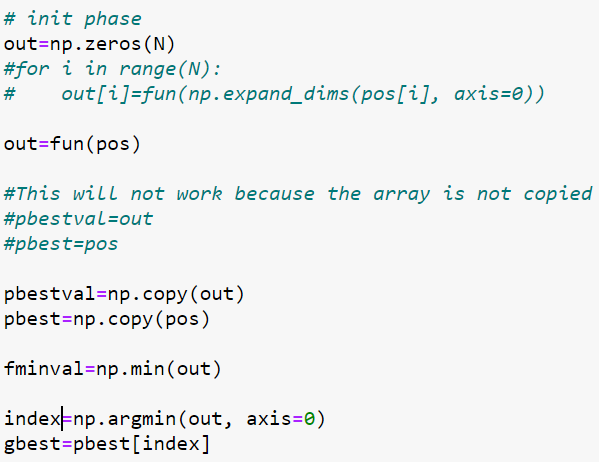 # init phase
out=np.zeros(N)
#for i in range(N):
#    out[i]=fun(np.expand_dims(pos[i], axis=0))
out=fun(pos)
#This will not work because the array is not copied
#pbestval=out
#pbest=pos
pbestval=np.copy(out)
pbest=np.copy(pos)
fminval=np.min(out)
index=np.argmin(out, axis=0)
gbest=pbest[index]